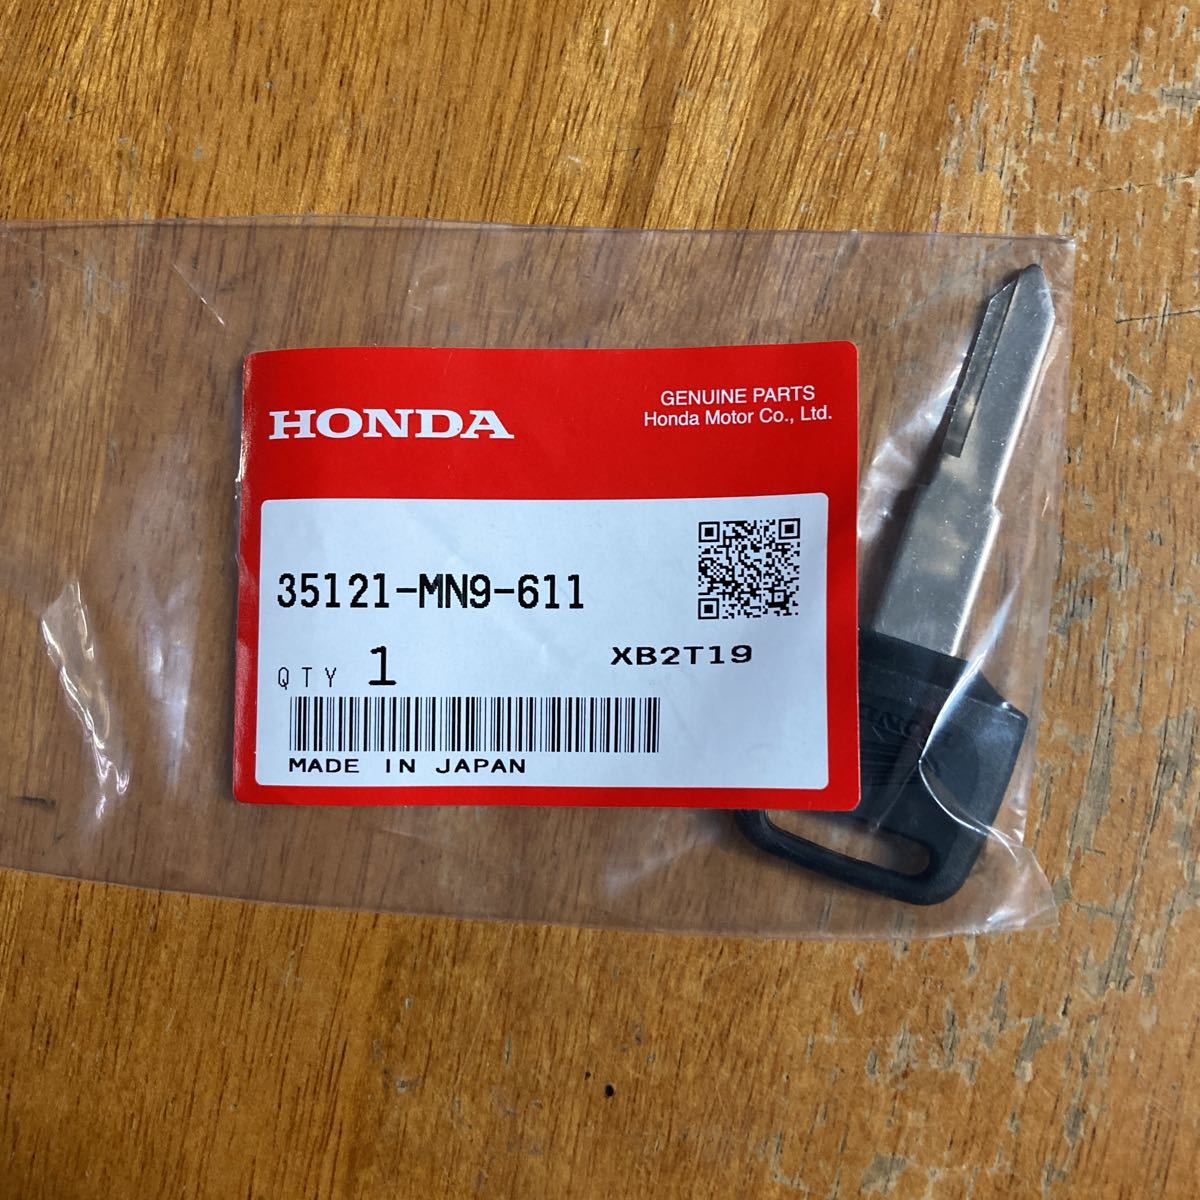 HONDA
GENUINE PARTS
Honda Motor Co., Ltd.
35121-MN9-611
QTY 1
XB2T19
MADE IN JAPAN